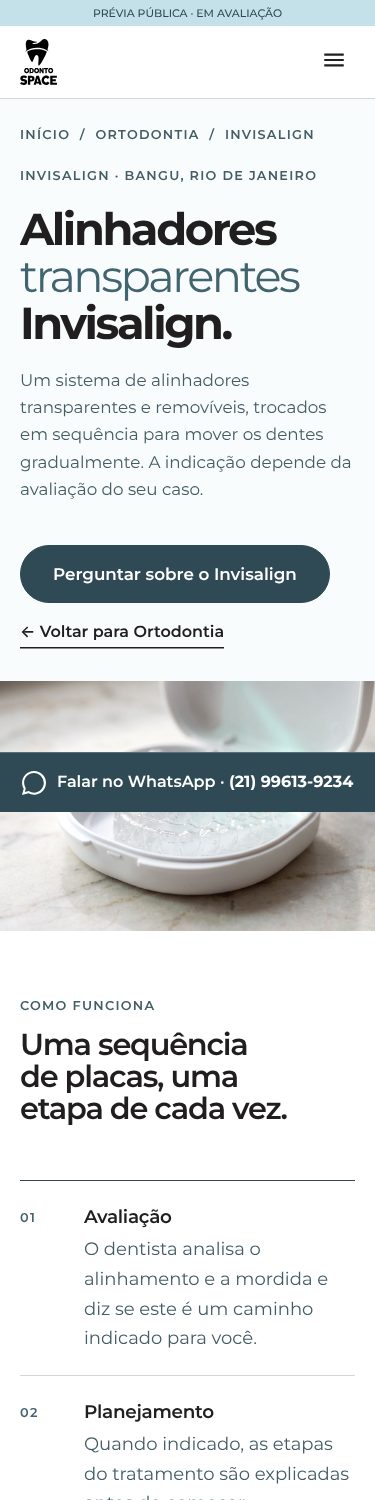 PRÉVIA PÚBLICA · EM AVALIAÇÃO
ODONTO
SPACE
INÍCIO / ORTODONTIA / INVISALIGN
INVISALIGN · BANGU, RIO DE JANEIRO
Alinhadores
transparentes
Invisalign.
Um sistema de alinhadores
transparentes e removíveis, trocados
em sequência para mover os dentes
gradualmente. A indicação depende da
avaliação do seu caso.
Perguntar sobre o Invisalign
← Voltar para Ortodontia
Falar no WhatsApp · (21) 99613-9234
COMO FUNCIONA
Uma sequência
de placas, uma
etapa de cada vez.
01 Avaliação
O dentista analisa o
alinhamento e a mordida e
diz se este é um caminho
indicado para você.
02 Planejamento
Quando indicado, as etapas
do tratamento são explicadas